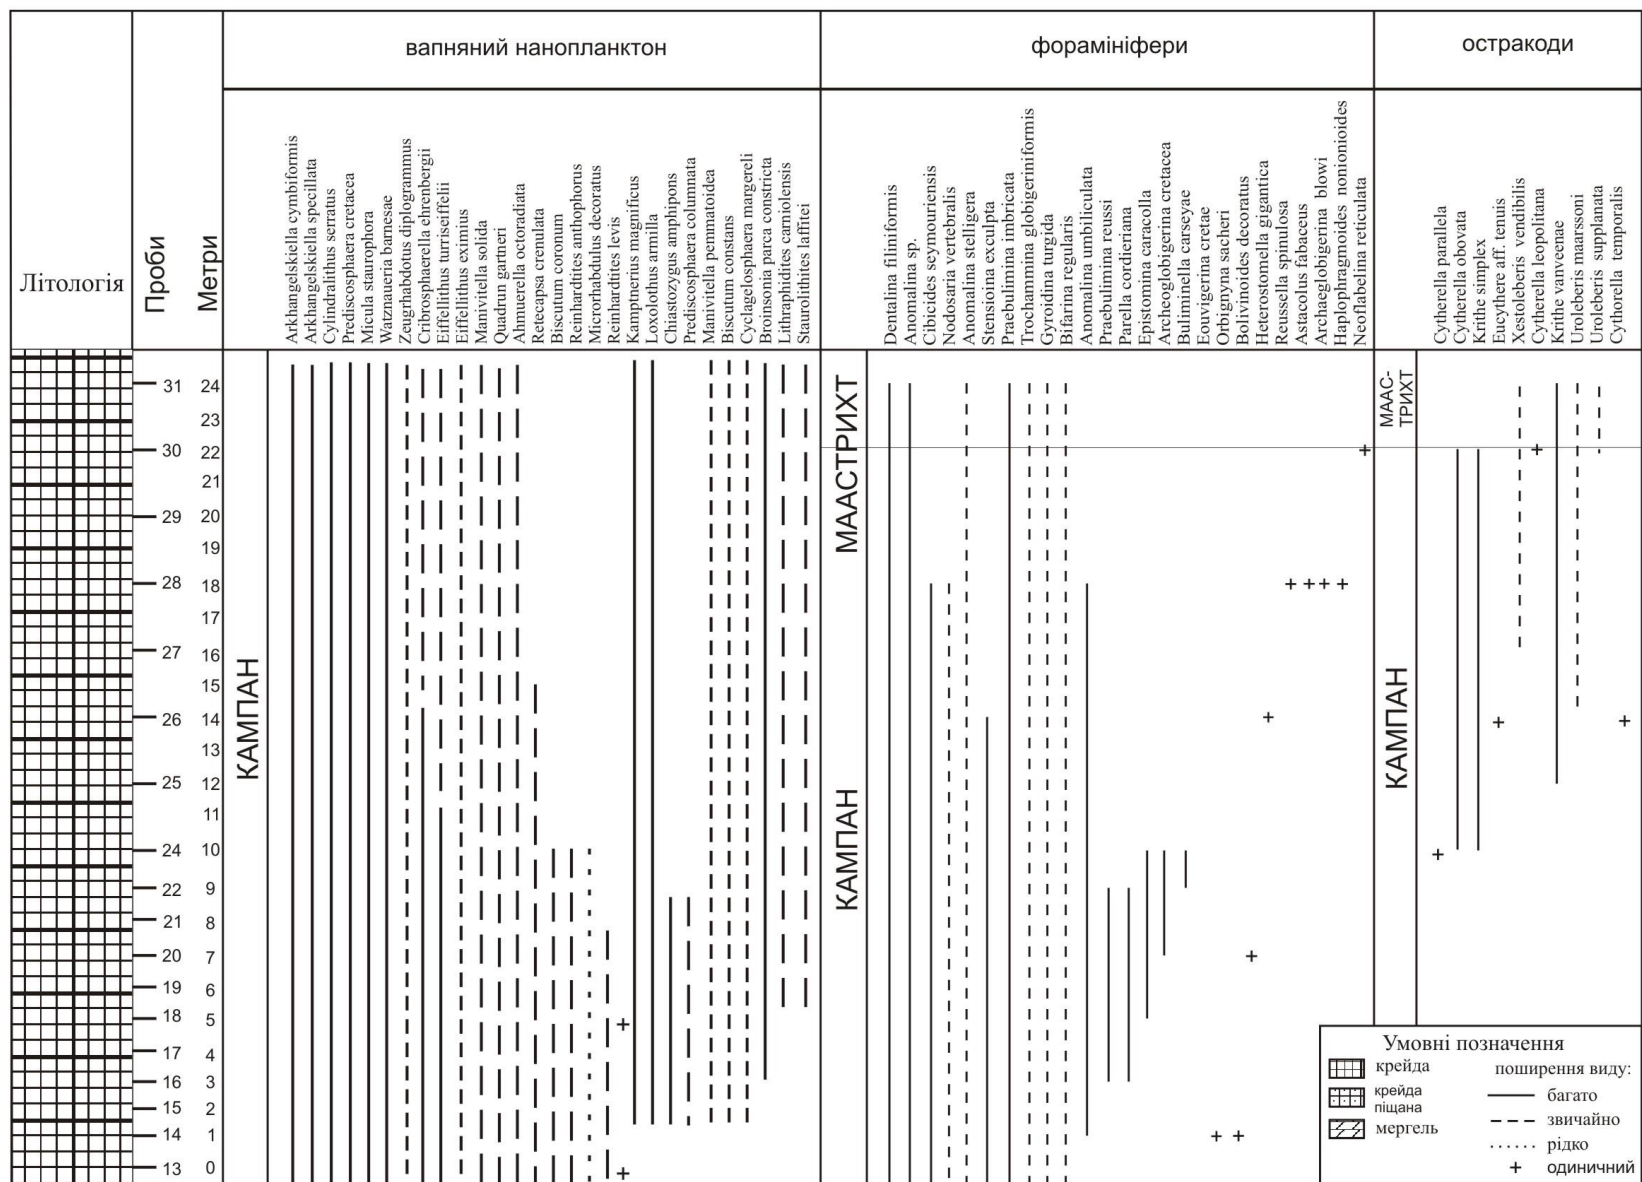 вапняний нанопланктон
форамініфери
остракоди
Літологія
Проби
Метри
Arkhangelskiella cymbiformis
Arkhangelskiella specillata
Cylindralithus serratus
Prediscosphaera cretacea
Micula staurophora
Watznaueria barnesae
Zeugrhabdotus diplogrammus
Cribrosphaerella ehrenbergii
Eiffellithus turriseiffelii
Eiffellithus eximius
Manivitella solida
Quadrun gartneri
Ahmuerella octoradiata
Retecapsa crenulata
Biscutum coronum
Reinhardtites anthophorus
Microrhabdulus decoratus
Reinhardites levis
Kamptnerius magnificus
Loxolothus armilla
Chiastozygus amphipons
Prediscosphaera columnata
Manivitella pemmatoidea
Biscutum constans
Cyclagelosphaera margereli
Broinsonia parca constricta
Lithraphidites carniolensis
Staurolithites laffitei
Dentalina filiniformis
Anomalina sp.
Cibicides seymouriensis
Nodosaria vertebralis
Anomalina stelligera
Stensioina exculpta
Praebulimina imbricata
Trochammina globigeriniformis
Gyroidina turgida
Bifarina regularis
Anomalina umbiliculata
Praebulimina reussi
Parella cordieriana
Epistomina caracolla
Archeoglobigerina cretacea
Buliminella carseyae
Eouvigerina cretae
Orbignyna sacheri
Bolivinoides decoratus
Heterostomella gigantica
Reussella spinulosa
Astacolus fabaceus
Archaeglobigerina blowi
Haplophragmoides nonionioides
Neoflabelina reticulata
Cytherella parallela
Cytherella obovata
Krithe simplex
Eucythere aff. tenuis
Xestoleberis vendibilis
Cytherella leopolitana
Krithe vanveenae
Uroleberis maarssoni
Uroleberis supplanata
Cythorella temporalis
31 24
23
30 22
21
29 20
19
28 18
17
27 16
15
26 14
13
25 12
11
24 10
22 9
21 8
20 7
19 6
18 5
17 4
16 3
15 2
14 1
13 0
КАМПАН
МААСТРИХТ
КАМПАН
МААС-
ТРИХТ
КАМПАН
+
+
+
+ + + +
+
+
+ +
+
+
+
+
Умовні позначення
крейда
крейда
піщана
мергель
поширення виду:
багато
звичайно
рідко
+ одиничний